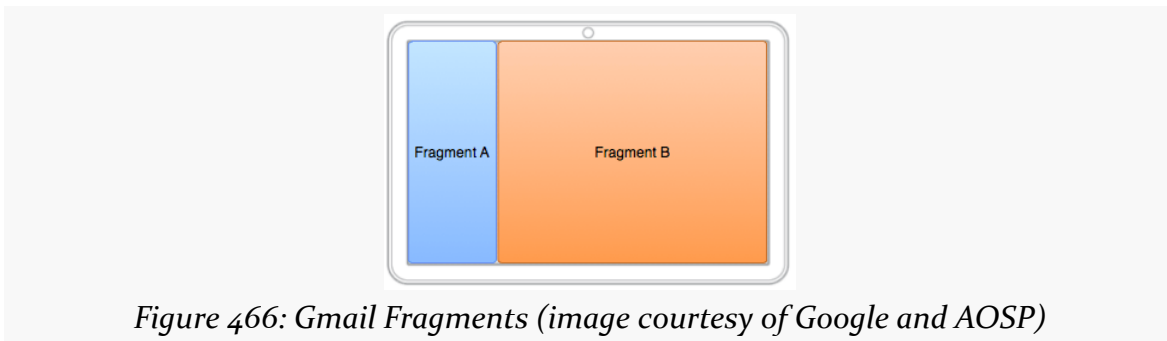 Fragment A
Fragment B
Figure 466: Gmail Fragments (image courtesy of Google and AOSP)